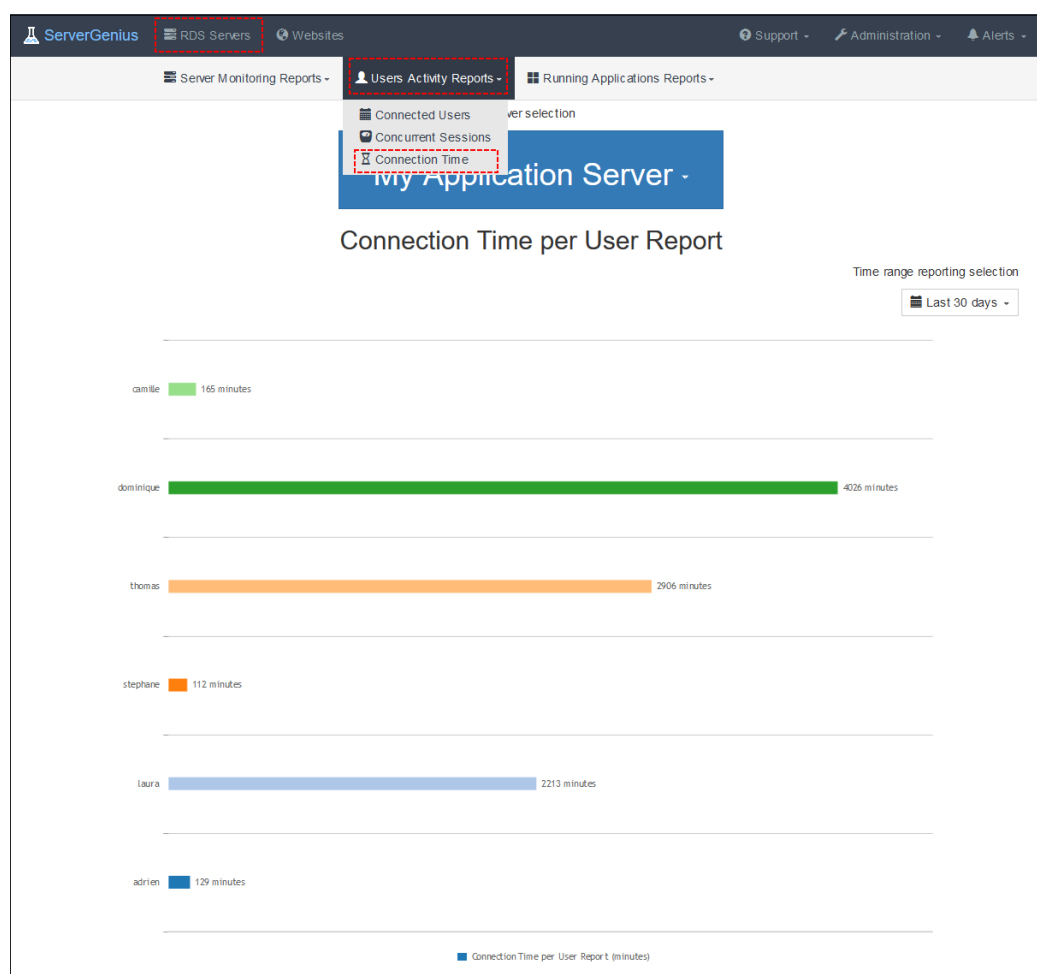 ServerGenius RDS Servers Websites Support Administration Alerts
Server Monitoring Reports Users Activity Reports Running Applications Reports
Connected Users
selection
Concurrent Sessions
Connection Time
My Application Server
Connection Time per User Report
Time range reporting selection
Last 30 days
camille 165 minutes
dominique 4026 minutes
thomas 2906 minutes
stephane 112 minutes
laura 2213 minutes
adrien 129 minutes
Connection Time per User Report (minutes)